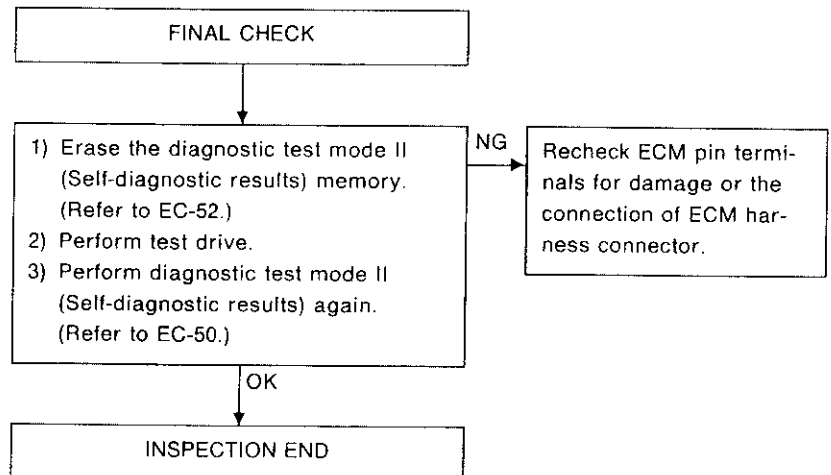 FINAL CHECK
1) Erase the diagnostic test mode II
(Self-diagnostic results) memory.
(Refer to EC-52.)
2) Perform test drive.
3) Perform diagnostic test mode II
(Self-diagnostic results) again.
(Refer to EC-50.)
NG
Recheck ECM pin termi-
nals for damage or the
connection of ECM har-
ness connector.
OK
INSPECTION END